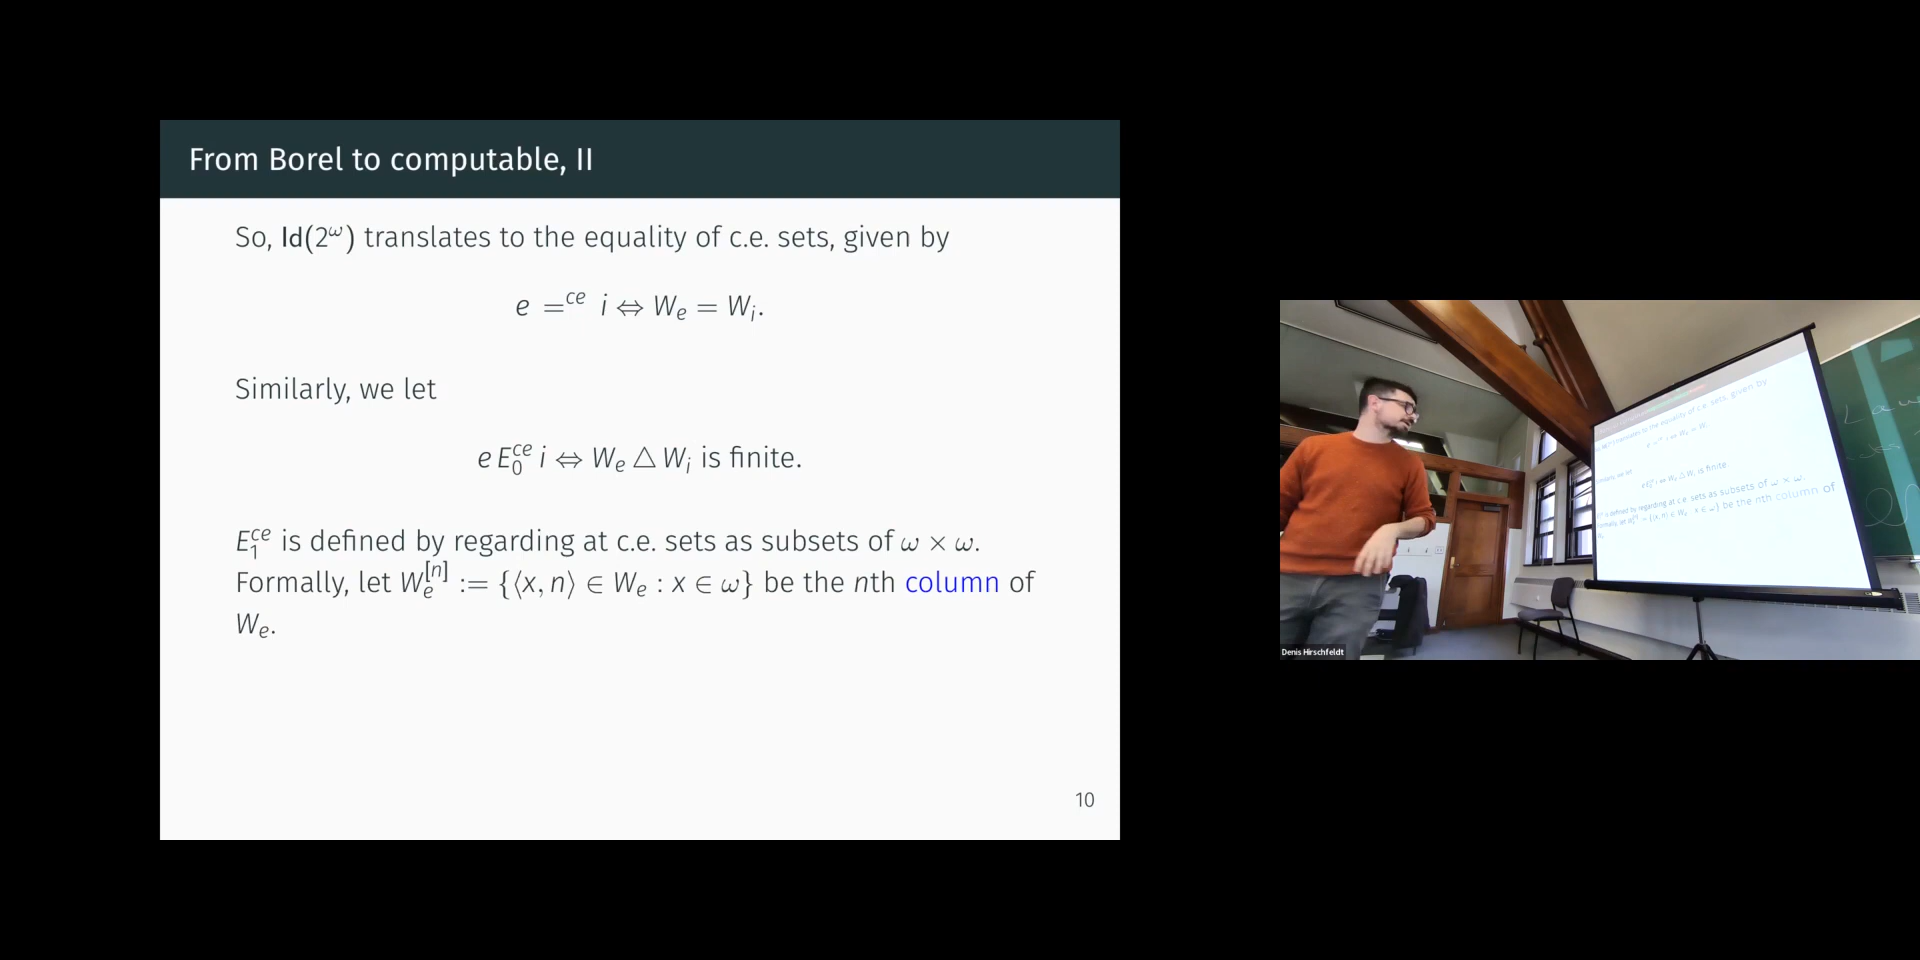 From Borel to computable, II
So, Id(2^ω) translates to the equality of c.e. sets, given by
e =^{ce} i ⇔ W_e = W_i.
Similarly, we let
e E_0^{ce} i ⇔ W_e △ W_i is finite.
E_1^{ce} is defined by regarding at c.e. sets as subsets of ω × ω.
Formally, let W_e^{[n]} := {⟨x, n⟩ ∈ W_e : x ∈ ω} be the nth column of
W_e.
10
Denis Hirschfeldt